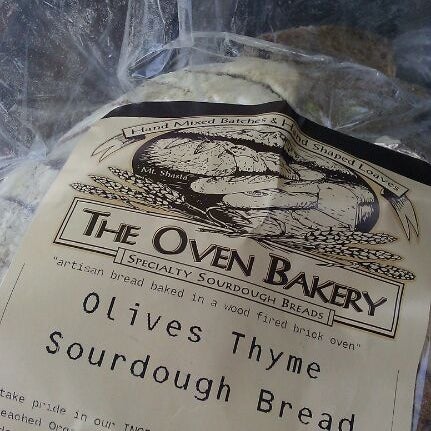 Hand Mixed Batches & Hand Shaped Loaves
Mt. Shasta
THE OVEN BAKERY
SPECIALTY SOURDOUGH BREADS
"artisan bread baked in a wood fired brick oven"
OLives Thyme
Sourdough Bread
take pride in our